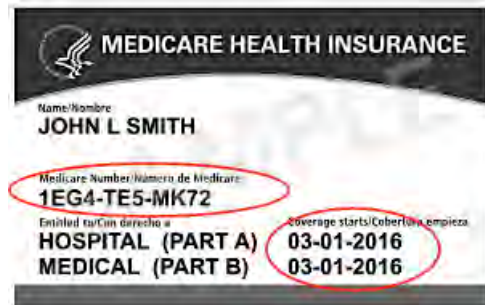 MEDICARE HEALTH INSURANCE
Name/Nombre
JOHN L SMITH
Medicare Number/Número de Medicare
1EG4-TE5-MK72
Entitled to/Con derecho a
Coverage starts/Cobertura empieza
HOSPITAL (PART A) 03-01-2016
MEDICAL (PART B) 03-01-2016